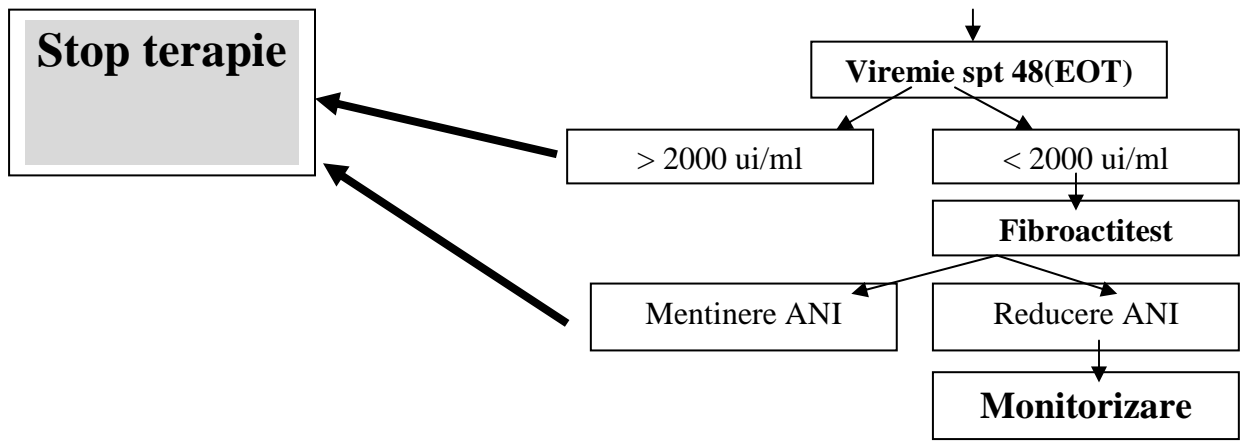 Stop terapie
Viremie spt 48(EOT)
> 2000 ui/ml
< 2000 ui/ml
Fibroactitest
Mentinere ANI
Reducere ANI
Monitorizare